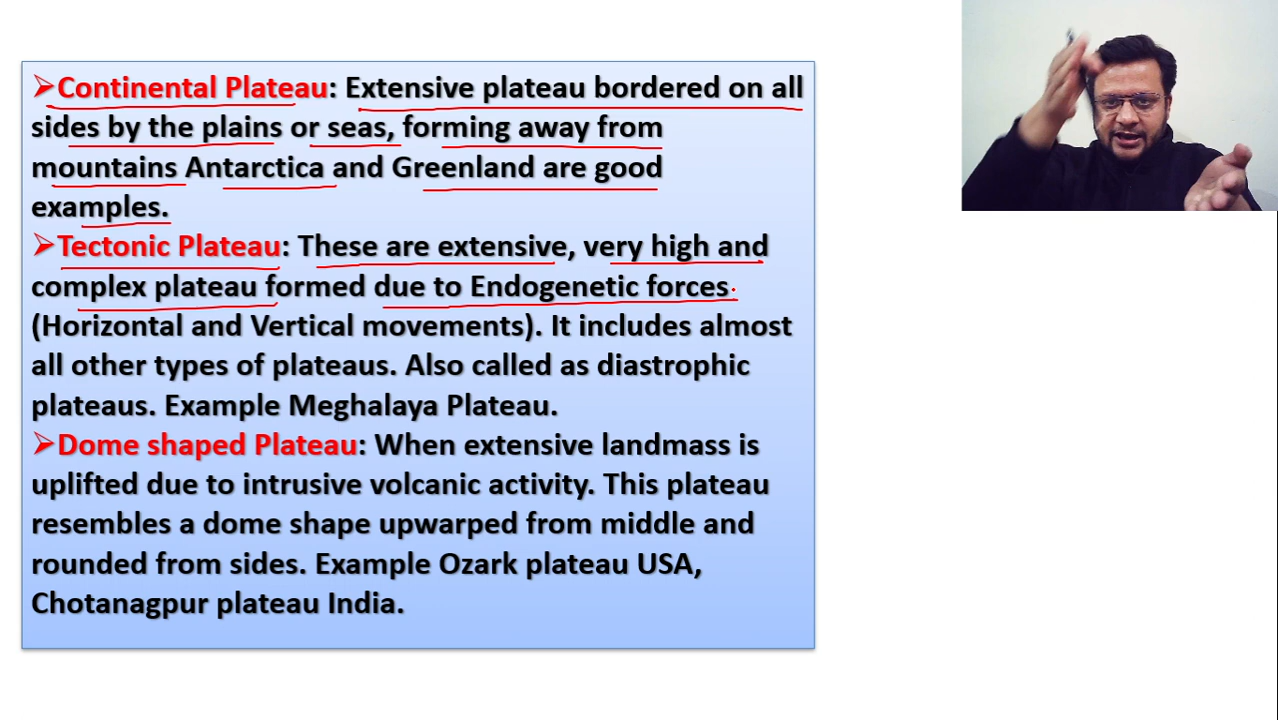 ➢Continental Plateau: Extensive plateau bordered on all
sides by the plains or seas, forming away from
mountains Antarctica and Greenland are good
examples.
➢Tectonic Plateau: These are extensive, very high and
complex plateau formed due to Endogenetic forces
(Horizontal and Vertical movements). It includes almost
all other types of plateaus. Also called as diastrophic
plateaus. Example Meghalaya Plateau.
➢Dome shaped Plateau: When extensive landmass is
uplifted due to intrusive volcanic activity. This plateau
resembles a dome shape upwarped from middle and
rounded from sides. Example Ozark plateau USA,
Chotanagpur plateau India.